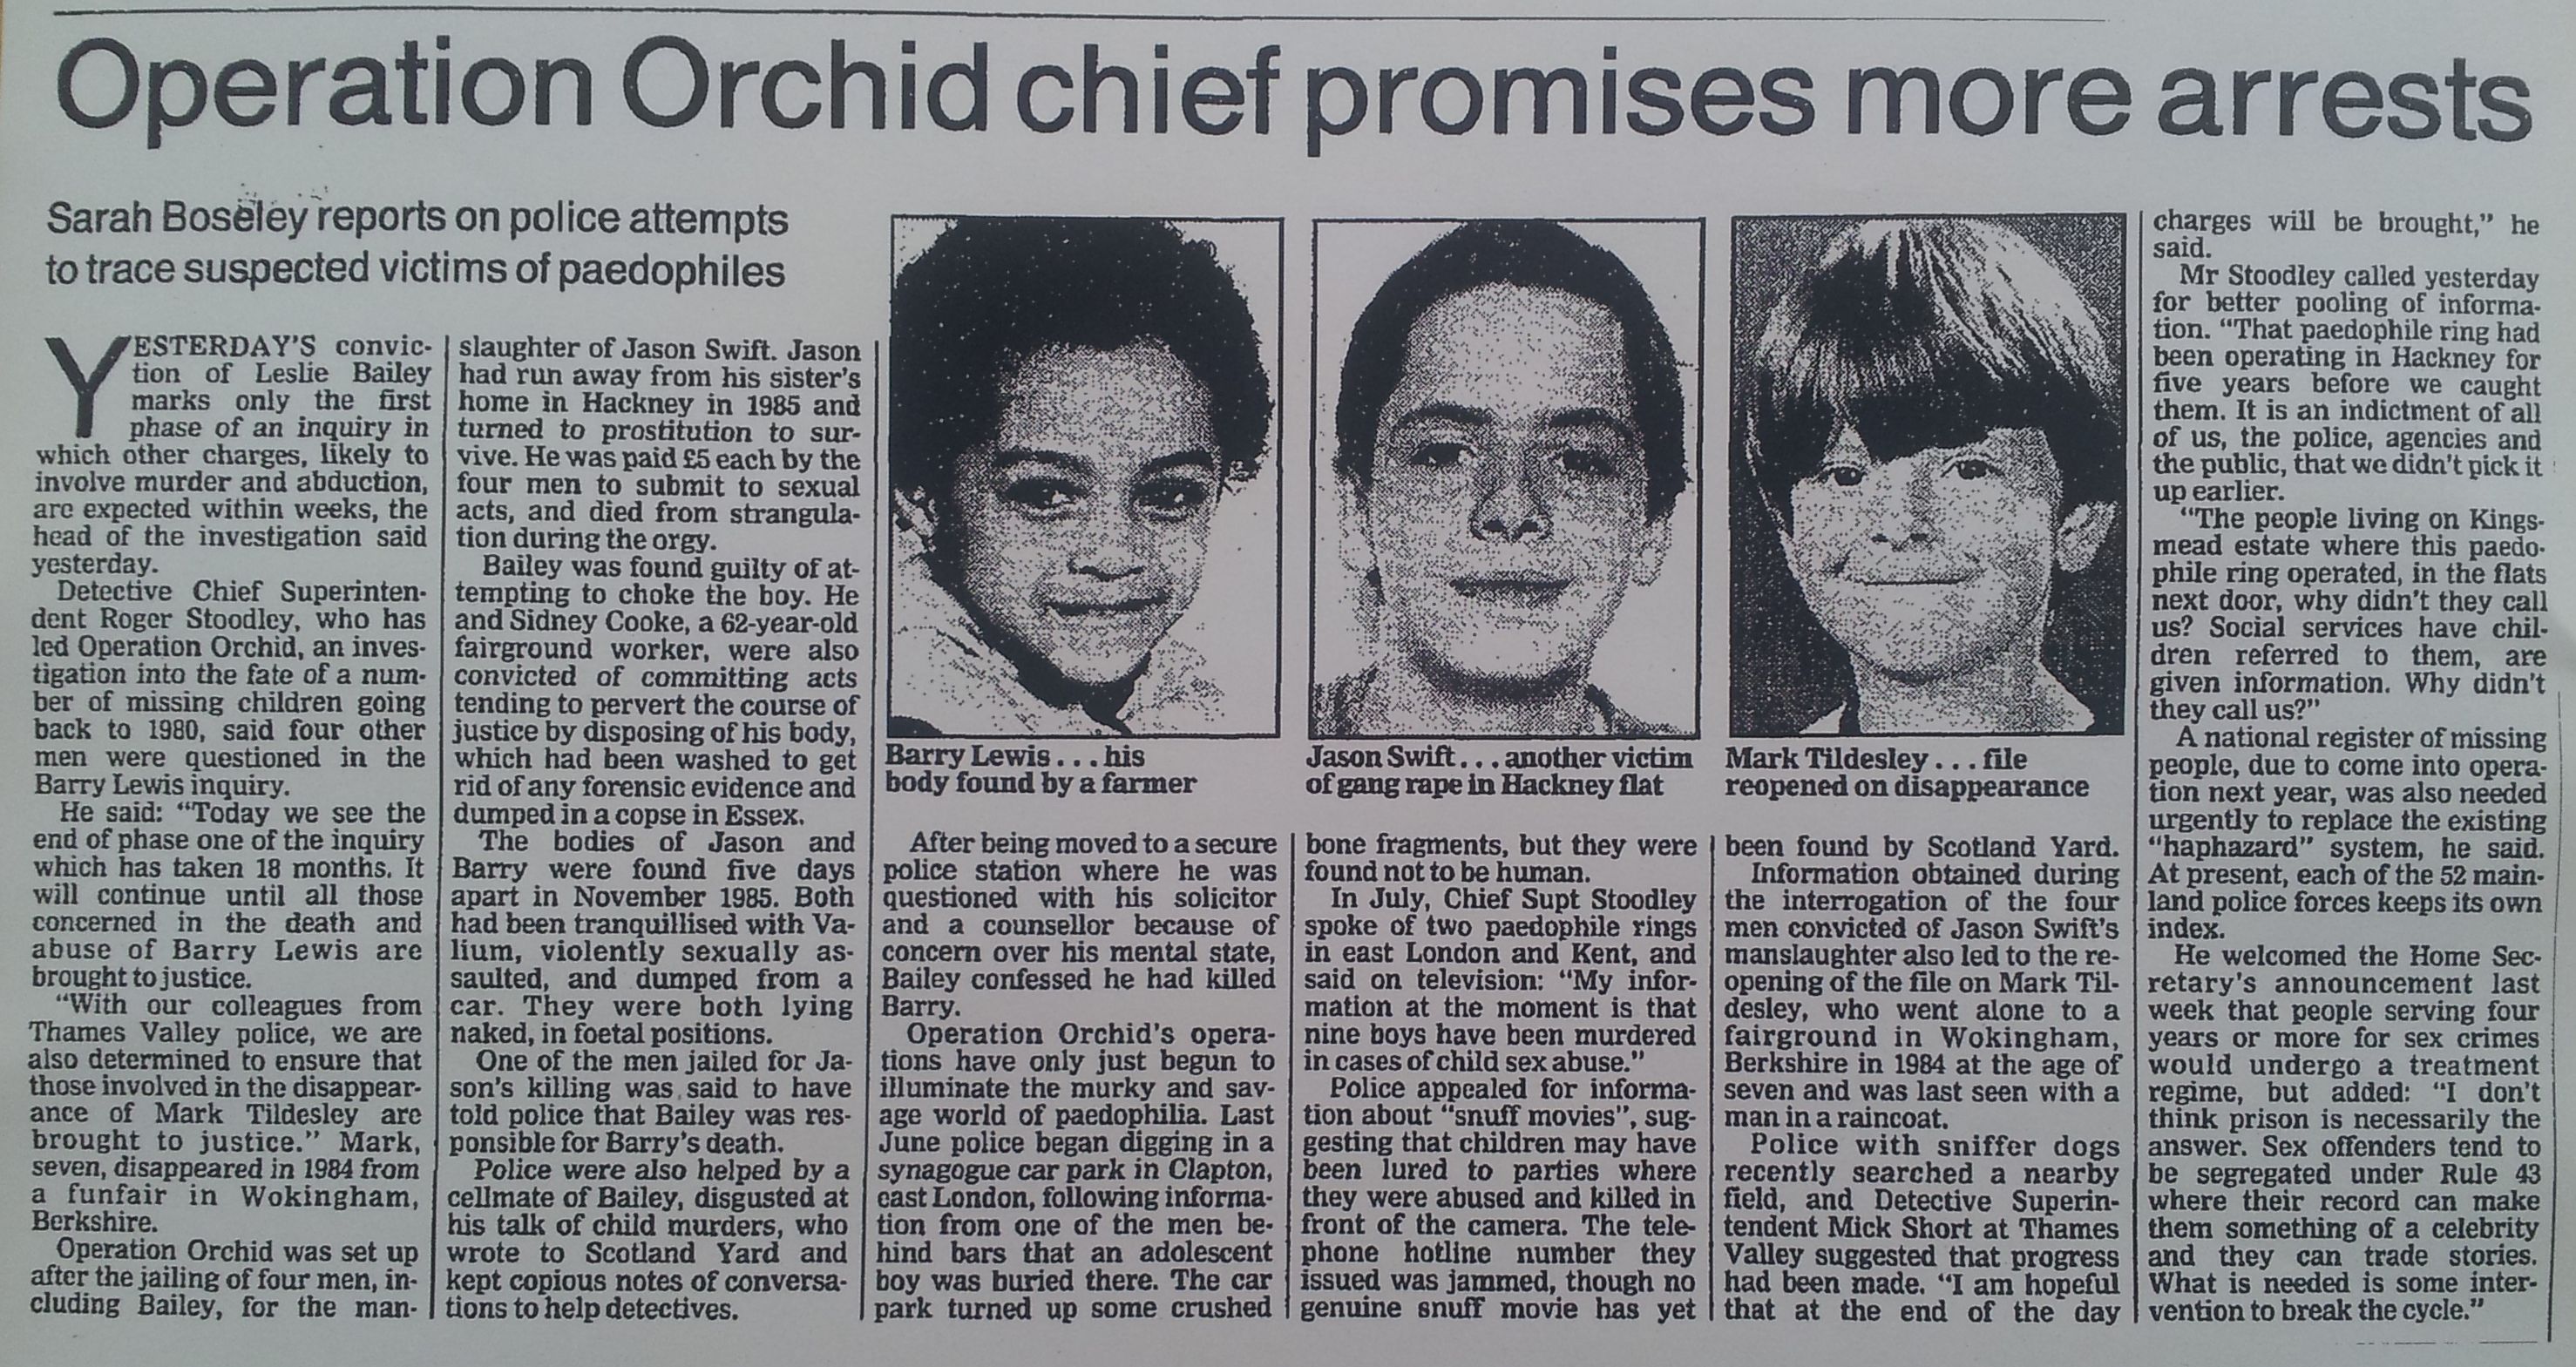 Operation Orchid chief promises more arrests
Sarah Boseley reports on police attempts
to trace suspected victims of paedophiles
YESTERDAY'S convic-
tion of Leslie Bailey
marks only the first
phase of an inquiry in
which other charges, likely to
involve murder and abduction,
are expected within weeks, the
head of the investigation said
yesterday.
Detective Chief Superinten-
dent Roger Stoodley, who has
led Operation Orchid, an inves-
tigation into the fate of a num-
ber of missing children going
back to 1980, said four other
men were questioned in the
Barry Lewis inquiry.
He said: "Today we see the
end of phase one of the inquiry
which has taken 18 months. It
will continue until all those
concerned in the death and
abuse of Barry Lewis are
brought to justice.
"With our colleagues from
Thames Valley police, we are
also determined to ensure that
those involved in the disappear-
ance of Mark Tildesley are
brought to justice." Mark,
seven, disappeared in 1984 from
a funfair in Wokingham,
Berkshire.
Operation Orchid was set up
after the jailing of four men, in-
cluding Bailey, for the man-
slaughter of Jason Swift. Jason
had run away from his sister's
home in Hackney in 1985 and
turned to prostitution to sur-
vive. He was paid £5 each by the
four men to submit to sexual
acts, and died from strangula-
tion during the orgy.
Bailey was found guilty of at-
tempting to choke the boy. He
and Sidney Cooke, a 62-year-old
fairground worker, were also
convicted of committing acts
tending to pervert the course of
justice by disposing of his body,
which had been washed to get
rid of any forensic evidence and
dumped in a copse in Essex.
The bodies of Jason and
Barry were found five days
apart in November 1985. Both
had been tranquillised with Va-
lium, violently sexually as-
saulted, and dumped from a
car. They were both lying
naked, in foetal positions.
One of the men jailed for Ja-
son's killing was said to have
told police that Bailey was res-
ponsible for Barry's death.
Police were also helped by a
cellmate of Bailey, disgusted at
his talk of child murders, who
wrote to Scotland Yard and
kept copious notes of conversa-
tions to help detectives.
Barry Lewis . . . his
body found by a farmer
Jason Swift . . . another victim
of gang rape in Hackney flat
Mark Tildesley . . . file
reopened on disappearance
After being moved to a secure
police station where he was
questioned with his solicitor
and a counsellor because of
concern over his mental state,
Bailey confessed he had killed
Barry.
Operation Orchid's opera-
tions have only just begun to
illuminate the murky and sav-
age world of paedophilia. Last
June police began digging in a
synagogue car park in Clapton,
east London, following informa-
tion from one of the men be-
hind bars that an adolescent
boy was buried there. The car
park turned up some crushed
bone fragments, but they were
found not to be human.
In July, Chief Supt Stoodley
spoke of two paedophile rings
in east London and Kent, and
said on television: "My infor-
mation at the moment is that
nine boys have been murdered
in cases of child sex abuse."
Police appealed for informa-
tion about "snuff movies", sug-
gesting that children may have
been lured to parties where
they were abused and killed in
front of the camera. The tele-
phone hotline number they
issued was jammed, though no
genuine snuff movie has yet
been found by Scotland Yard.
Information obtained during
the interrogation of the four
men convicted of Jason Swift's
manslaughter also led to the re-
opening of the file on Mark Til-
desley, who went alone to a
fairground in Wokingham,
Berkshire in 1984 at the age of
seven and was last seen with a
man in a raincoat.
Police with sniffer dogs
recently searched a nearby
field, and Detective Superin-
tendent Mick Short at Thames
Valley suggested that progress
had been made. "I am hopeful
that at the end of the day
charges will be brought," he
said.
Mr Stoodley called yesterday
for better pooling of informa-
tion. "That paedophile ring had
been operating in Hackney for
five years before we caught
them. It is an indictment of all
of us, the police, agencies and
the public, that we didn't pick it
up earlier.
"The people living on Kings-
mead estate where this paedo-
phile ring operated, in the flats
next door, why didn't they call
us? Social services have chil-
dren referred to them, are
given information. Why didn't
they call us?"
A national register of missing
people, due to come into opera-
tion next year, was also needed
urgently to replace the existing
"haphazard" system, he said.
At present, each of the 52 main-
land police forces keeps its own
index.
He welcomed the Home Sec-
retary's announcement last
week that people serving four
years or more for sex crimes
would undergo a treatment
regime, but added: "I don't
think prison is necessarily the
answer. Sex offenders tend to
be segregated under Rule 43
where their record can make
them something of a celebrity
and they can trade stories.
What is needed is some inter-
vention to break the cycle."